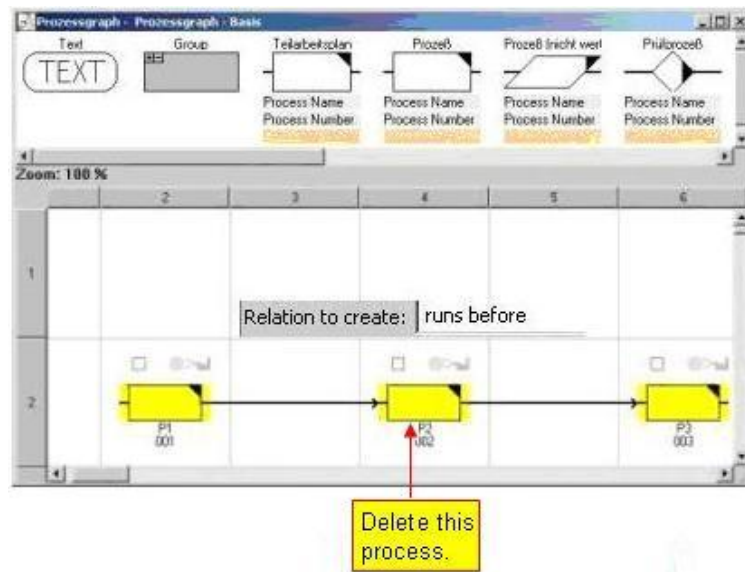 Prozessgraph - Prozessgraph - Basis
Text Group Teilarbeitsplan Prozeß Prozeß (nicht wert Prüfprozeß
TEXT
Process Name Process Name Process Name Process Name
Process Number Process Number Process Number Process Number
Zoom: 100 %
2 3 4 5 6
1
Relation to create: runs before
2
P1 P2 P3
001 002 003
Delete this
process.